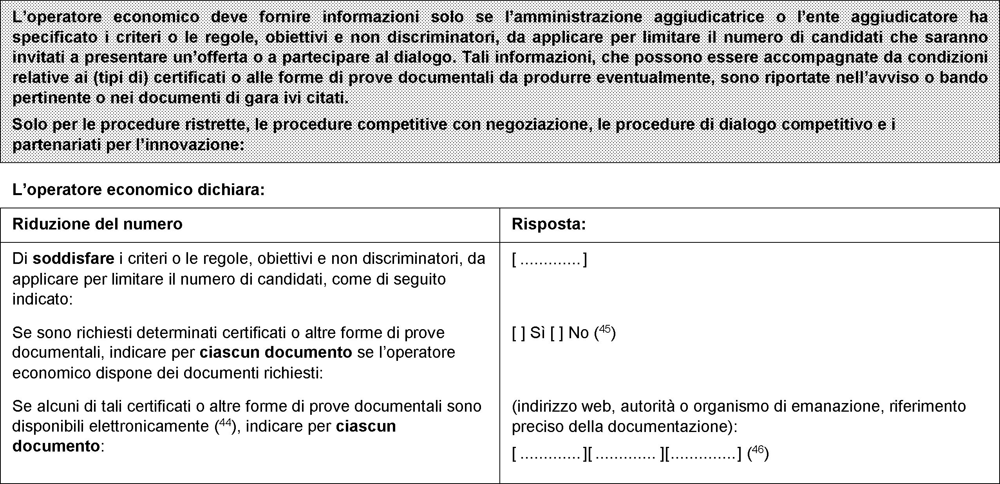 L’operatore economico deve fornire informazioni solo se l’amministrazione aggiudicatrice o l’ente aggiudicatore ha
specificato i criteri o le regole, obiettivi e non discriminatori, da applicare per limitare il numero di candidati che saranno
invitati a presentare un’offerta o a partecipare al dialogo. Tali informazioni, che possono essere accompagnate da condizioni
relative ai (tipi di) certificati o alle forme di prove documentali da produrre eventualmente, sono riportate nell’avviso o bando
pertinente o nei documenti di gara ivi citati.
Solo per le procedure ristrette, le procedure competitive con negoziazione, le procedure di dialogo competitivo e i
partenariati per l’innovazione:
L’operatore economico dichiara:
Riduzione del numero
Risposta:
Di soddisfare i criteri o le regole, obiettivi e non discriminatori, da
applicare per limitare il numero di candidati, come di seguito
indicato:
[ ............. ]
Se sono richiesti determinati certificati o altre forme di prove
documentali, indicare per ciascun documento se l’operatore
economico dispone dei documenti richiesti:
[ ] Sì [ ] No (45)
Se alcuni di tali certificati o altre forme di prove documentali sono
disponibili elettronicamente (44), indicare per ciascun
documento:
(indirizzo web, autorità o organismo di emanazione, riferimento
preciso della documentazione):
[ ............. ][ ............. ][.............. ] (46)